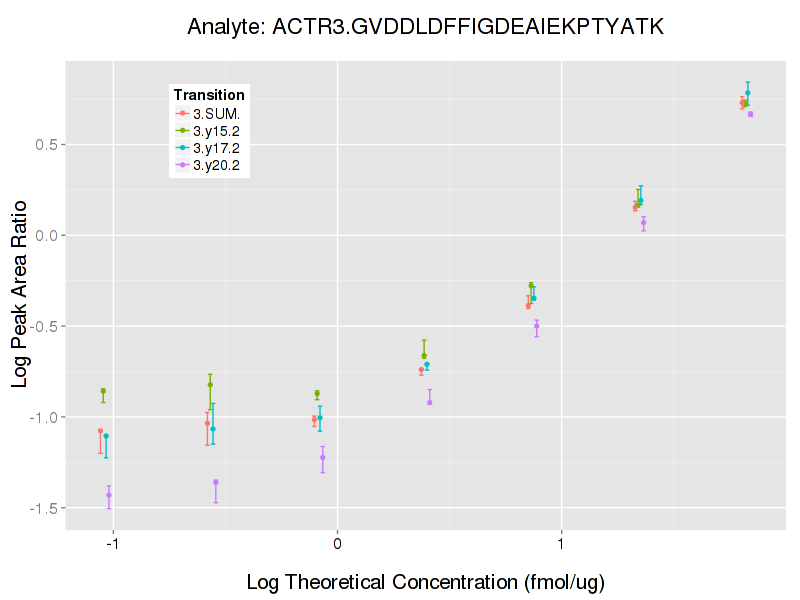 Analyte: ACTR3.GVDDLDFFIGDEAIEKPTYATK
Transition
3.SUM.
3.y15.2
3.y17.2
3.y20.2
Log Peak Area Ratio
0.5
0.0
-0.5
-1.0
-1.5
-1
0
1
Log Theoretical Concentration (fmol/ug)